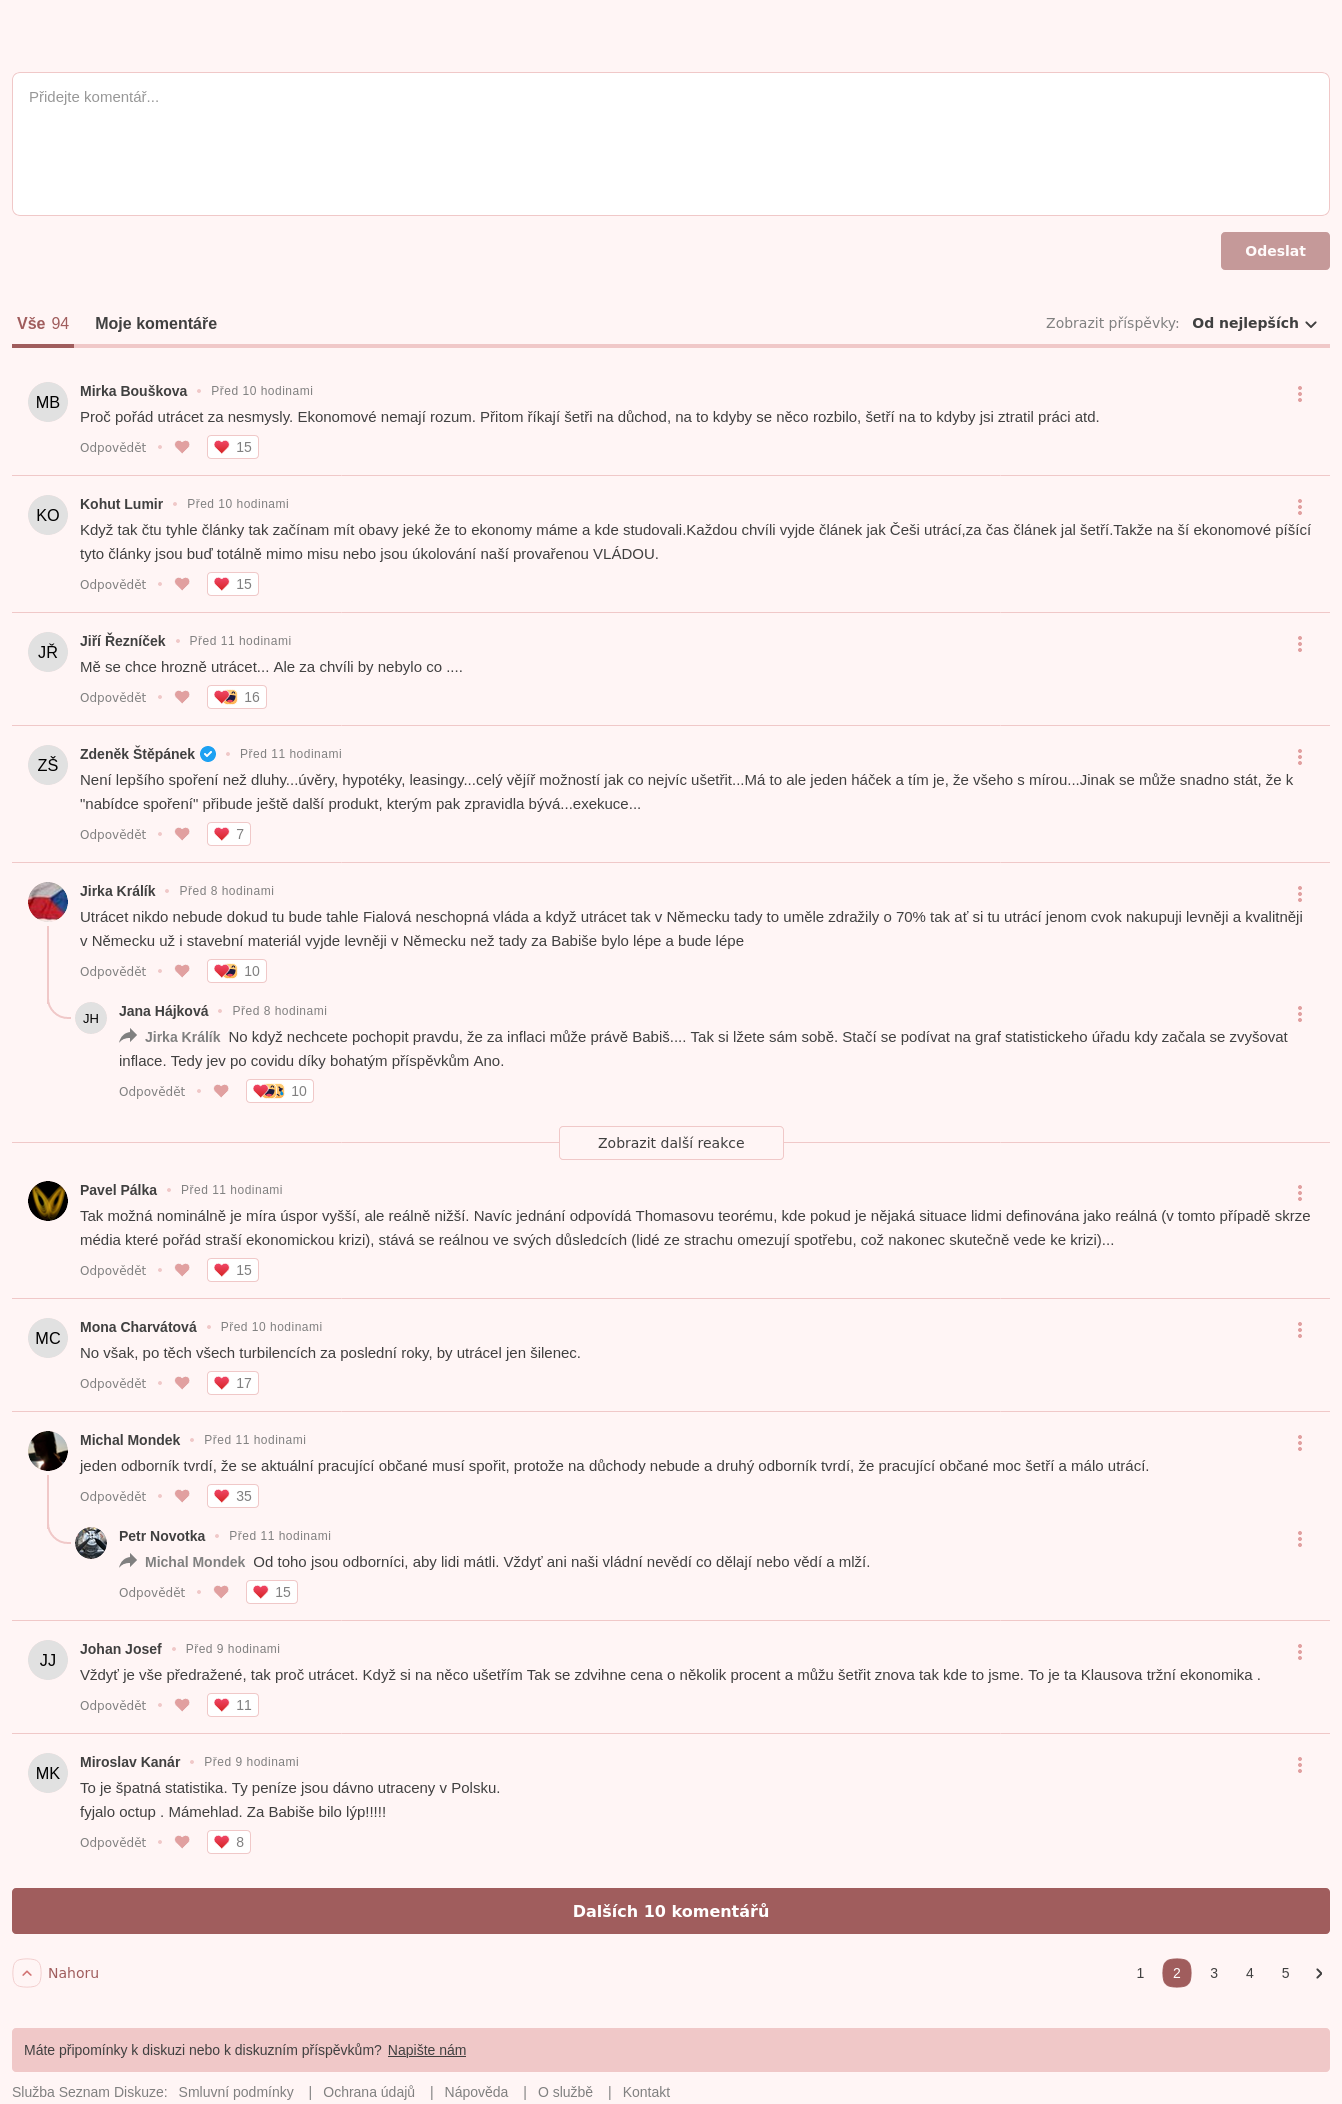 Přidejte komentář...
Odeslat
Vše 94 Moje komentáře Zobrazit příspěvky: Od nejlepších
MB Mirka Bouškova Před 10 hodinami
Proč pořád utrácet za nesmysly. Ekonomové nemají rozum. Přitom říkají šetři na důchod, na to kdyby se něco rozbilo, šetří na to kdyby jsi ztratil práci atd.
Odpovědět 15
KO Kohut Lumir Před 10 hodinami
Když tak čtu tyhle články tak začínam mít obavy jeké že to ekonomy máme a kde studovali.Každou chvíli vyjde článek jak Češi utrácí,za čas článek jal šetří.Takže na ší ekonomové píšící
tyto články jsou buď totálně mimo misu nebo jsou úkolování naší provařenou VLÁDOU.
Odpovědět 15
JŘ Jiří Řezníček Před 11 hodinami
Mě se chce hrozně utrácet... Ale za chvíli by nebylo co ....
Odpovědět 16
ZŠ Zdeněk Štěpánek Před 11 hodinami
Není lepšího spoření než dluhy...úvěry, hypotéky, leasingy...celý vějíř možností jak co nejvíc ušetřit...Má to ale jeden háček a tím je, že všeho s mírou...Jinak se může snadno stát, že k
"nabídce spoření" přibude ještě další produkt, kterým pak zpravidla bývá...exekuce...
Odpovědět 7
Jirka Králík Před 8 hodinami
Utrácet nikdo nebude dokud tu bude tahle Fialová neschopná vláda a když utrácet tak v Německu tady to uměle zdražily o 70% tak ať si tu utrácí jenom cvok nakupuji levněji a kvalitněji
v Německu už i stavební materiál vyjde levněji v Německu než tady za Babiše bylo lépe a bude lépe
Odpovědět 10
JH Jana Hájková Před 8 hodinami
Jirka Králík No když nechcete pochopit pravdu, že za inflaci může právě Babiš.... Tak si lžete sám sobě. Stačí se podívat na graf statistickeho úřadu kdy začala se zvyšovat
inflace. Tedy jev po covidu díky bohatým příspěvkům Ano.
Odpovědět 10
Zobrazit další reakce
Pavel Pálka Před 11 hodinami
Tak možná nominálně je míra úspor vyšší, ale reálně nižší. Navíc jednání odpovídá Thomasovu teorému, kde pokud je nějaká situace lidmi definována jako reálná (v tomto případě skrze
média které pořád straší ekonomickou krizi), stává se reálnou ve svých důsledcích (lidé ze strachu omezují spotřebu, což nakonec skutečně vede ke krizi)...
Odpovědět 15
MC Mona Charvátová Před 10 hodinami
No však, po těch všech turbilencích za poslední roky, by utrácel jen šilenec.
Odpovědět 17
Michal Mondek Před 11 hodinami
jeden odborník tvrdí, že se aktuální pracující občané musí spořit, protože na důchody nebude a druhý odborník tvrdí, že pracující občané moc šetří a málo utrácí.
Odpovědět 35
Petr Novotka Před 11 hodinami
Michal Mondek Od toho jsou odborníci, aby lidi mátli. Vždyť ani naši vládní nevědí co dělají nebo vědí a mlží.
Odpovědět 15
JJ Johan Josef Před 9 hodinami
Vždyť je vše předražené, tak proč utrácet. Když si na něco ušetřím Tak se zdvihne cena o několik procent a můžu šetřit znova tak kde to jsme. To je ta Klausova tržní ekonomika .
Odpovědět 11
MK Miroslav Kanár Před 9 hodinami
To je špatná statistika. Ty peníze jsou dávno utraceny v Polsku.
fyjalo octup . Mámehlad. Za Babiše bilo lýp!!!!!
Odpovědět 8
Dalších 10 komentářů
Nahoru 1 2 3 4 5
Máte připomínky k diskuzi nebo k diskuzním příspěvkům? Napište nám
Služba Seznam Diskuze: Smluvní podmínky | Ochrana údajů | Nápověda | O službě | Kontakt